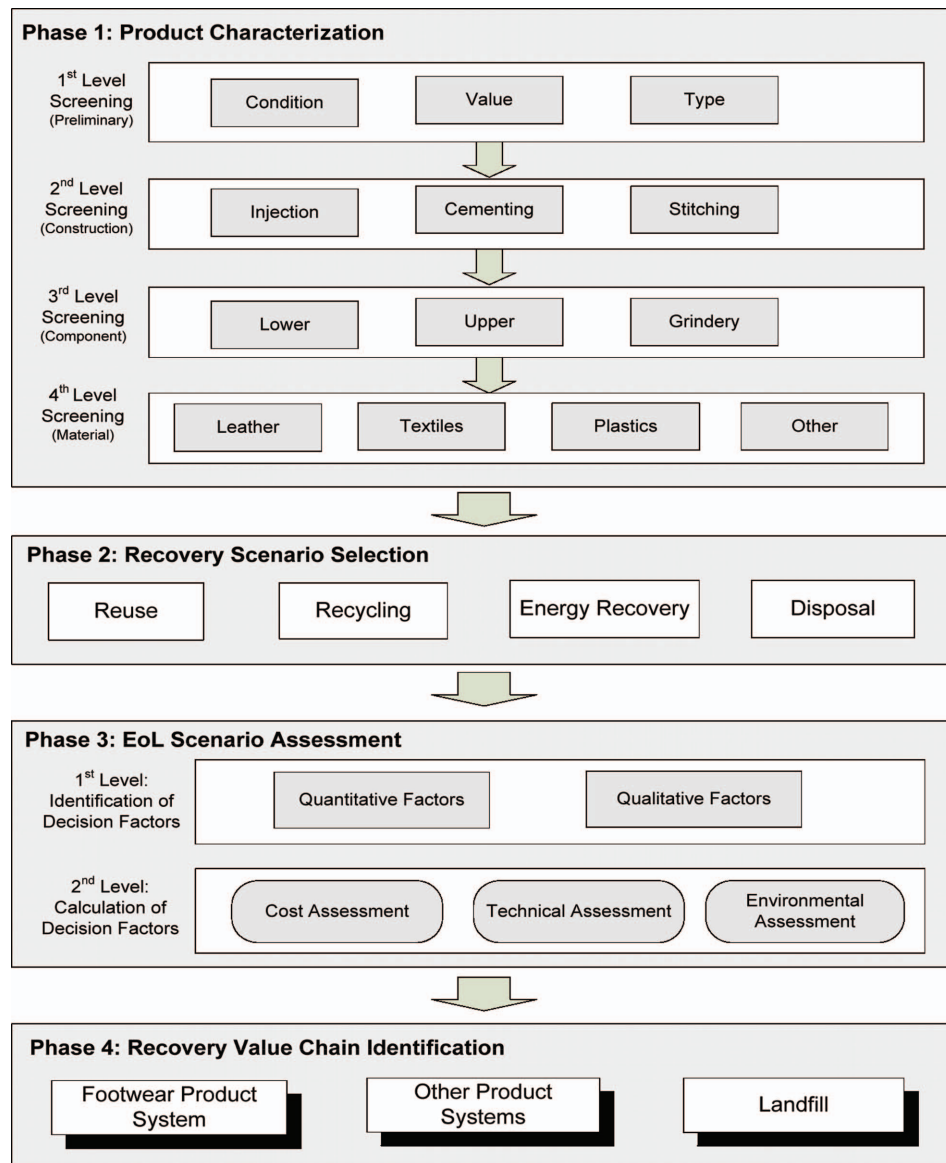 Phase 1: Product Characterization
1st Level
Screening
(Preliminary)
Condition
Value
Type
2nd Level
Screening
(Construction)
Injection
Cementing
Stitching
3rd Level
Screening
(Component)
Lower
Upper
Grindery
4th Level
Screening
(Material)
Leather
Textiles
Plastics
Other
Phase 2: Recovery Scenario Selection
Reuse
Recycling
Energy Recovery
Disposal
Phase 3: EoL Scenario Assessment
1st Level:
Identification of
Decision Factors
Quantitative Factors
Qualitative Factors
2nd Level:
Calculation of
Decision Factors
Cost Assessment
Technical Assessment
Environmental
Assessment
Phase 4: Recovery Value Chain Identification
Footwear Product
System
Other Product
Systems
Landfill